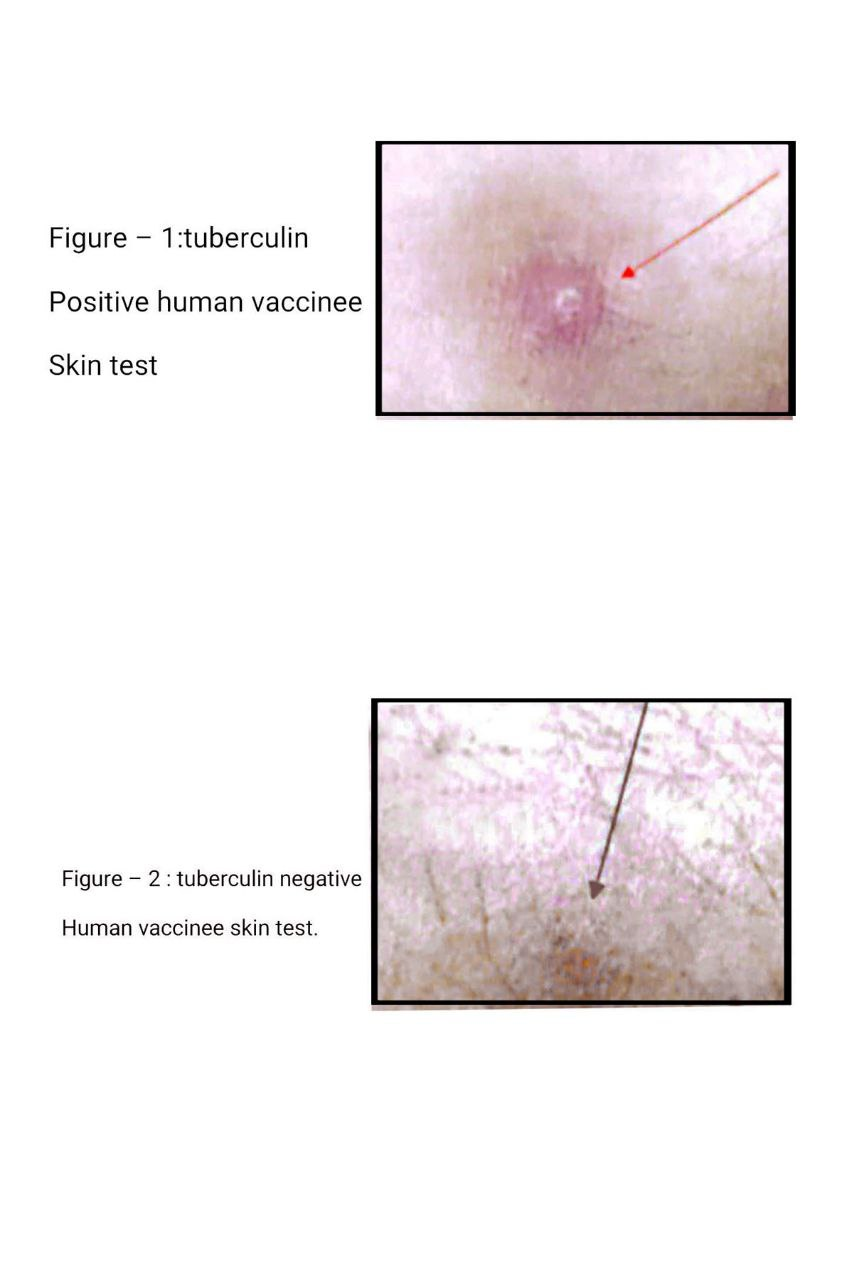 Figure – 1:tuberculin
Positive human vaccinee
Skin test
Figure – 2 : tuberculin negative
Human vaccinee skin test.